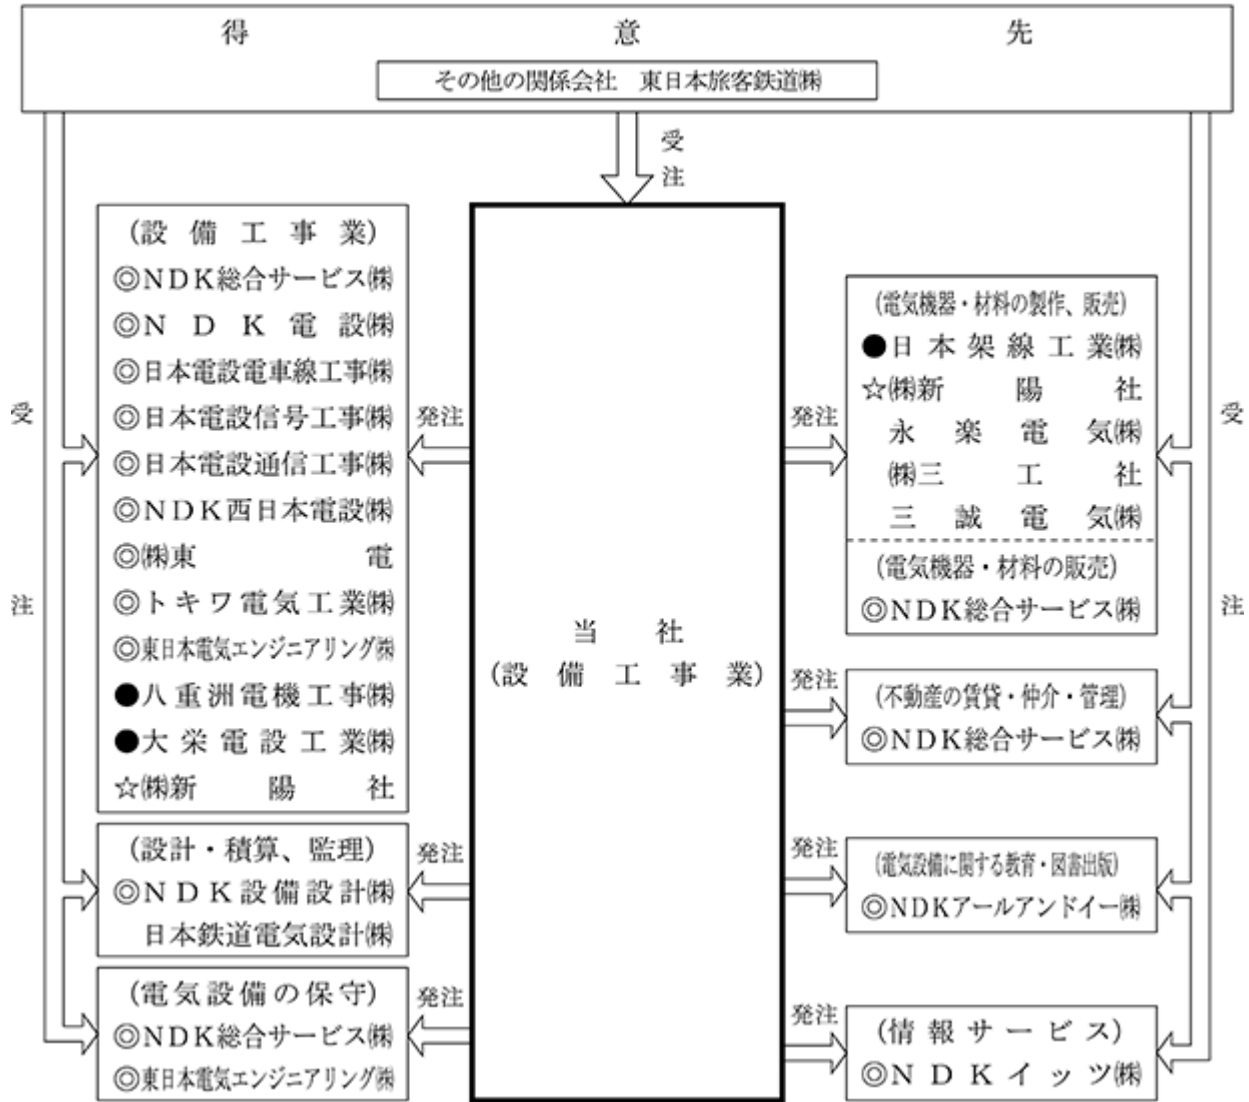 得意先
その他の関係会社　東日本旅客鉄道㈱
受注
(設備工事業)
◎NDK総合サービス㈱
◎NDK電設㈱
◎日本電設電車線工事㈱
◎日本電設信号工事㈱
◎日本電設通信工事㈱
◎NDK西日本電設㈱
◎㈱東電
◎トキワ電気工業㈱
◎東日本電気エンジニアリング㈱
●八重洲電機工事㈱
●大栄電設工業㈱
☆㈱新陽社
発注
受注
(設計・積算、監理)
◎NDK設備設計㈱
日本鉄道電気設計㈱
発注
(電気設備の保守)
◎NDK総合サービス㈱
◎東日本電気エンジニアリング㈱
発注
当社
(設備工事業)
発注
(電気機器・材料の製作、販売)
●日本架線工業㈱
☆㈱新陽社
永楽電気㈱
㈱三工社
三誠電気㈱
(電気機器・材料の販売)
◎NDK総合サービス㈱
発注
(不動産の賃貸・仲介・管理)
◎NDK総合サービス㈱
発注
(電気設備に関する教育・図書出版)
◎NDKアールアンドイー㈱
発注
(情報サービス)
◎NDKイッツ㈱
受注